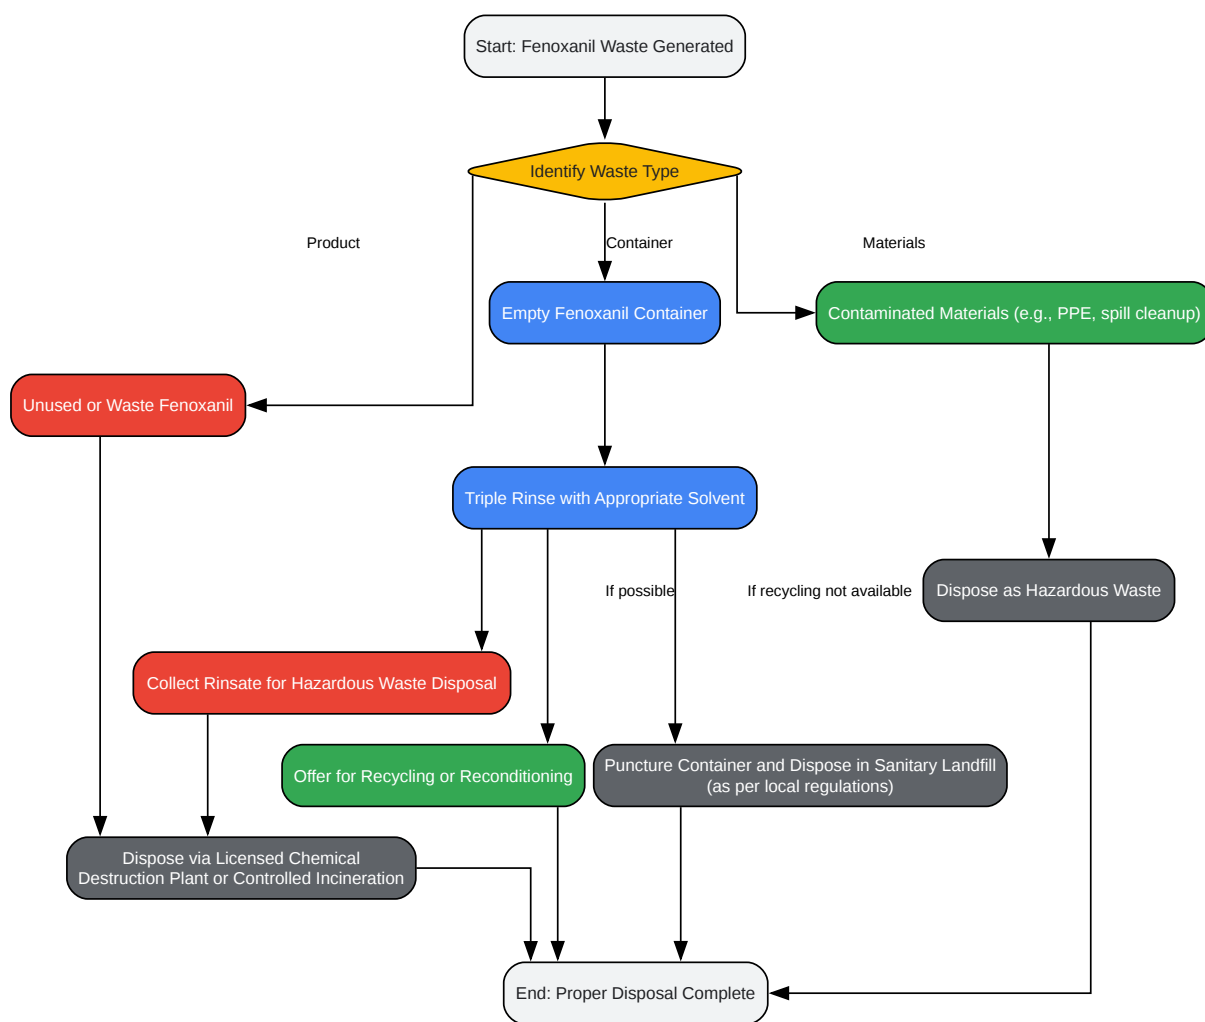 Start: Fenoxanil Waste Generated
Identify Waste Type
Product
Container
Materials
Empty Fenoxanil Container
Contaminated Materials (e.g., PPE, spill cleanup)
Unused or Waste Fenoxanil
Triple Rinse with Appropriate Solvent
If possible
If recycling not available
Dispose as Hazardous Waste
Collect Rinsate for Hazardous Waste Disposal
Offer for Recycling or Reconditioning
Puncture Container and Dispose in Sanitary Landfill
(as per local regulations)
Dispose via Licensed Chemical
Destruction Plant or Controlled Incineration
End: Proper Disposal Complete